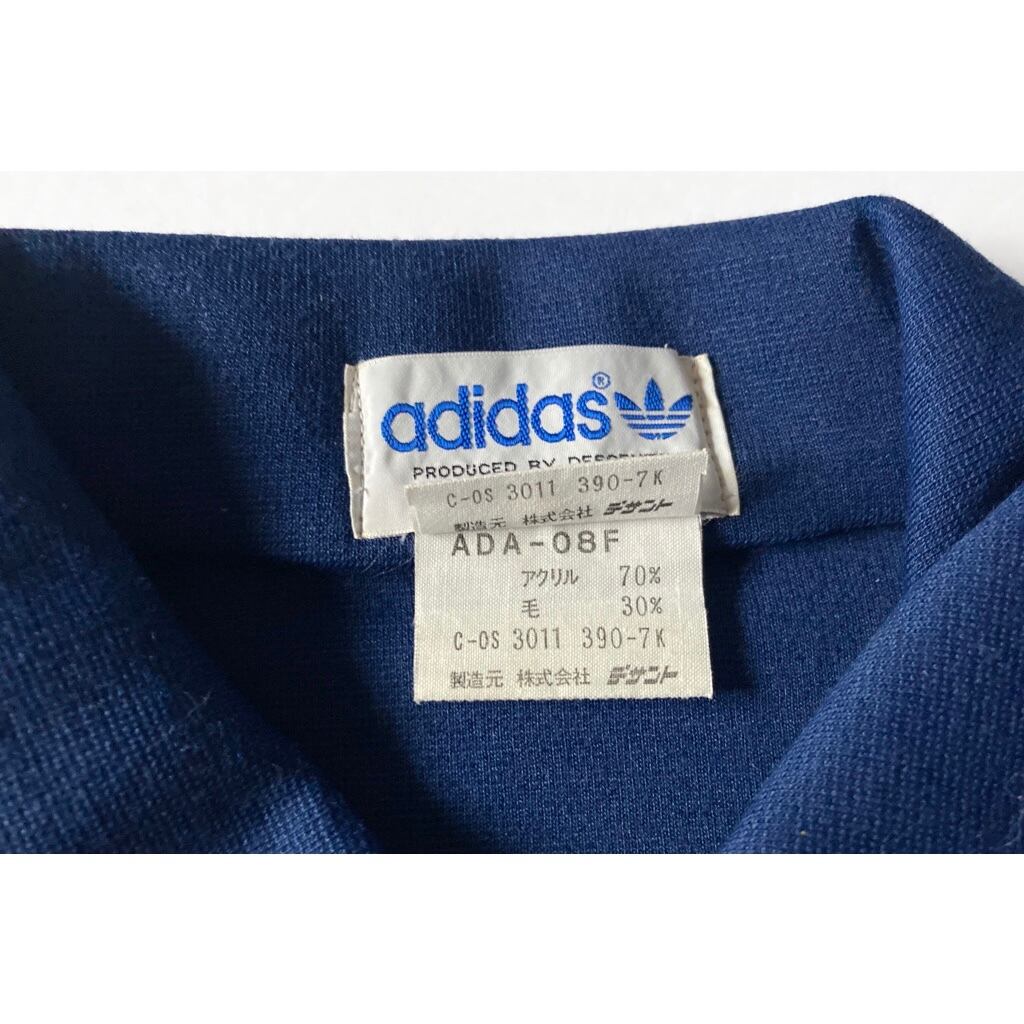 adidas®
PRODUCED BY DESCENTE
C-OS 3011 390-7K
製造元 株式会社 デサント
ADA-08F
アクリル 70%
毛 30%
C-OS 3011 390-7K
製造元 株式会社 デサント